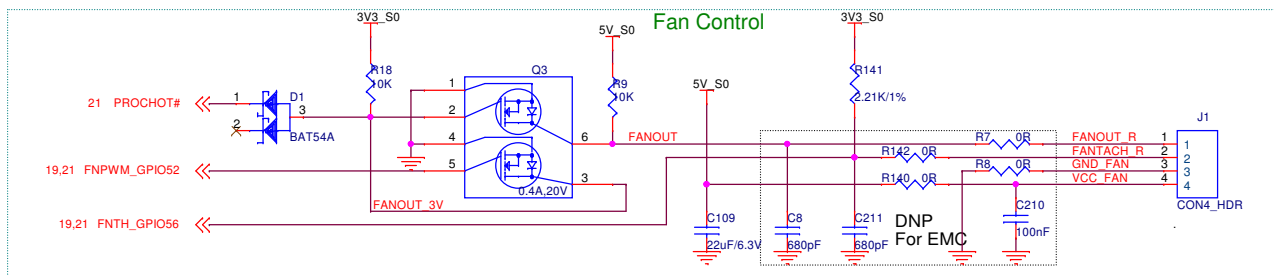 Fan Control
3V3_S0
5V_S0
3V3_S0
5V_S0
R18
10K
Q3
R9
10K
R141
2.21K/1%
J1
21 PROCHOT#
1
2
3
D1
BAT54A
1
2
4
5
6
3
0.4A,20V
FANOUT
R7 0R
FANOUT_R
1
1
R142 0R
FANTACH_R
2
2
R8 0R
GND_FAN
3
3
R140 0R
VCC_FAN
4
4
CON4_HDR
19,21 FNPWM_GPIO52
FANOUT_3V
19,21 FNTH_GPIO56
C109
22uF/6.3V
C8
680pF
C211
680pF
DNP
For EMC
C210
100nF